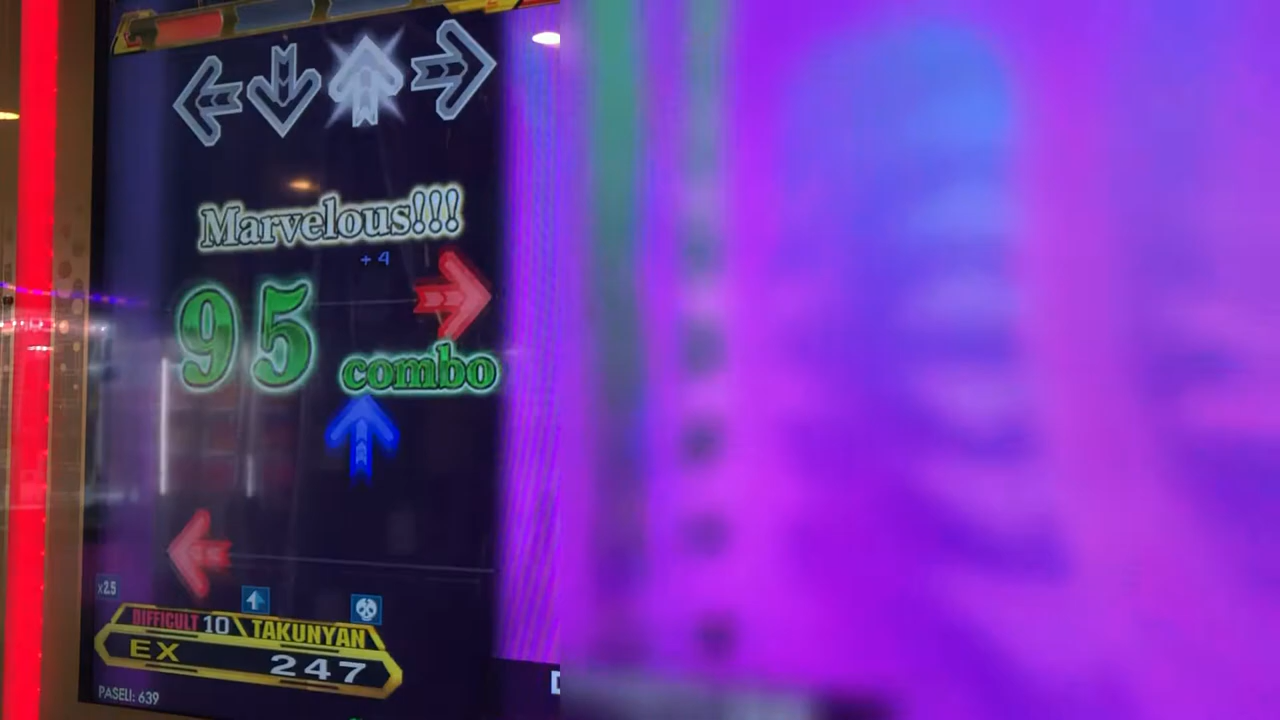 Marvelous!!!
+4
95 combo
x2.5
DIFFICULT 10 TAKUNYAN
EX 247
PASELI: 639